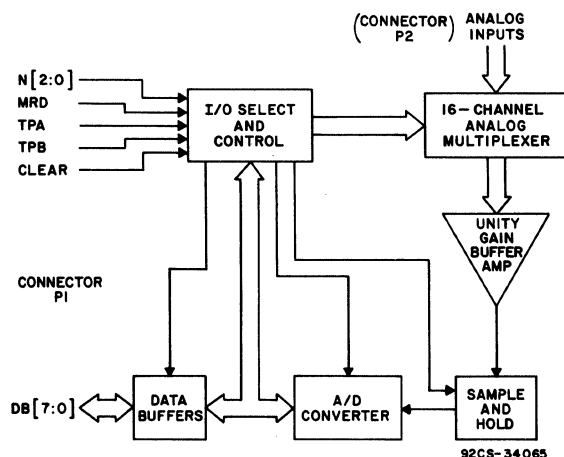 (CONNECTOR P2)
ANALOG
INPUTS
N[2:0]
MRD
TPA
TPB
CLEAR
I/O SELECT
AND
CONTROL
16-CHANNEL
ANALOG
MULTIPLEXER
UNITY
GAIN
BUFFER
AMP
CONNECTOR
P1
DB[7:0]
DATA
BUFFERS
A/D
CONVERTER
SAMPLE
AND
HOLD
92CS-34065